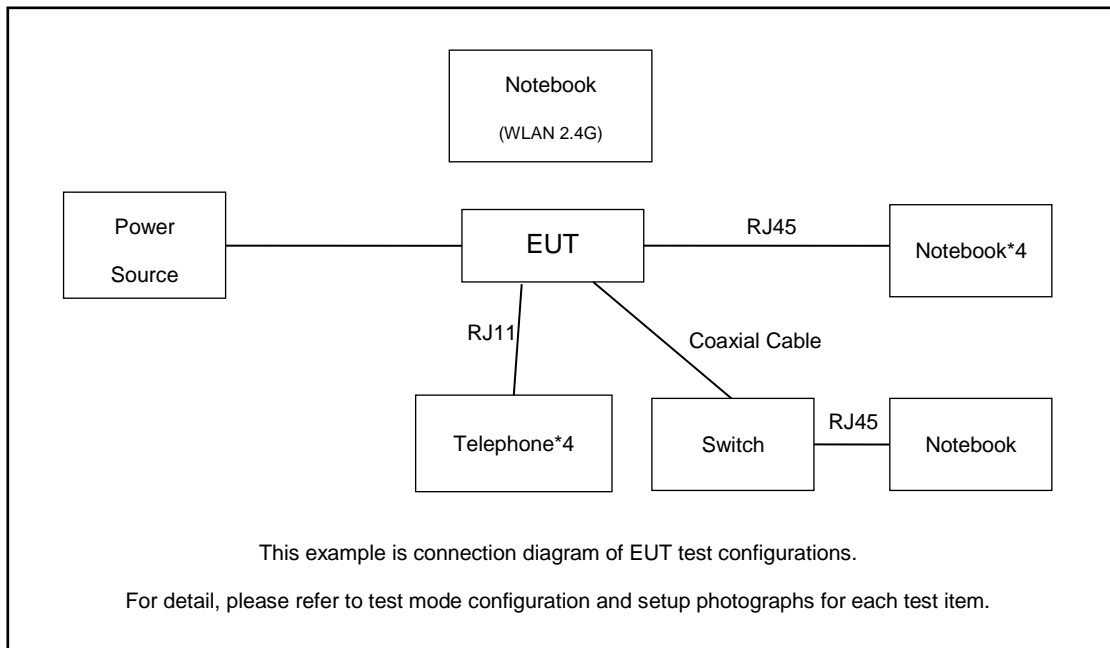 Notebook
(WLAN 2.4G)
Power
Source
EUT
RJ45
Notebook*4
RJ11
Coaxial Cable
Telephone*4
Switch
RJ45
Notebook
This example is connection diagram of EUT test configurations.
For detail, please refer to test mode configuration and setup photographs for each test item.